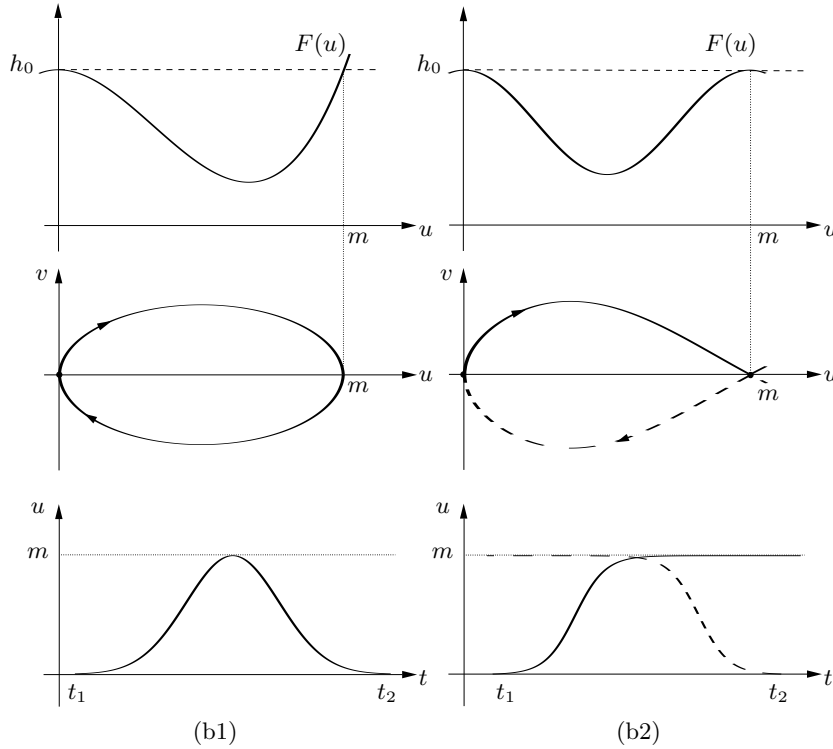 F(u) F(u)
h₀ h₀
m u m u
v v
m u m u
u u
m m
t₁ t₂ t t₁ t₂ t
(b1) (b2)